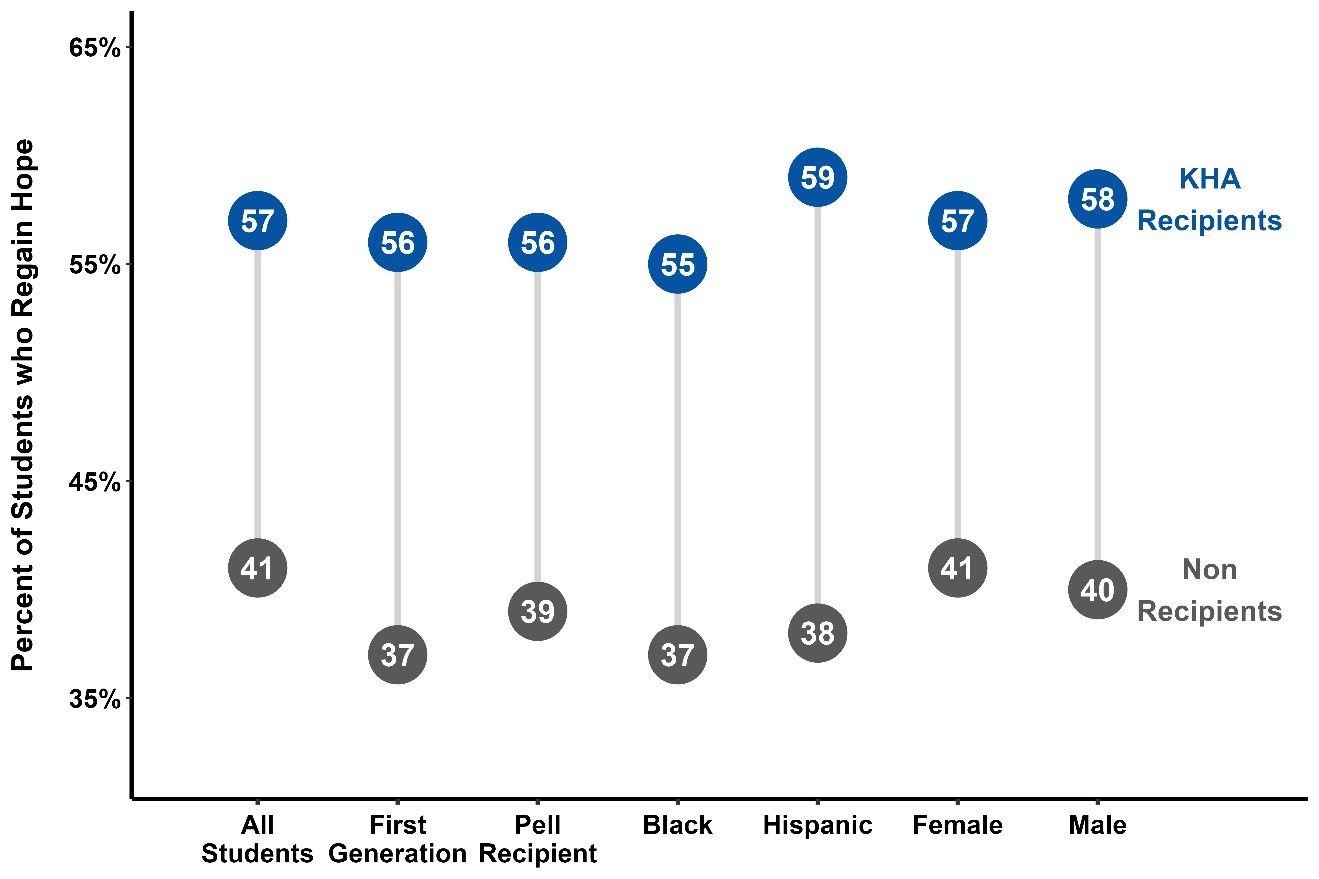 Percent of Students who Regain Hope
65%
55%
45%
35%
57
56
56
55
59
57
58
KHA
Recipients
41
37
39
37
38
41
40
Non
Recipients
All
Students
First
Generation
Pell
Recipient
Black
Hispanic
Female
Male